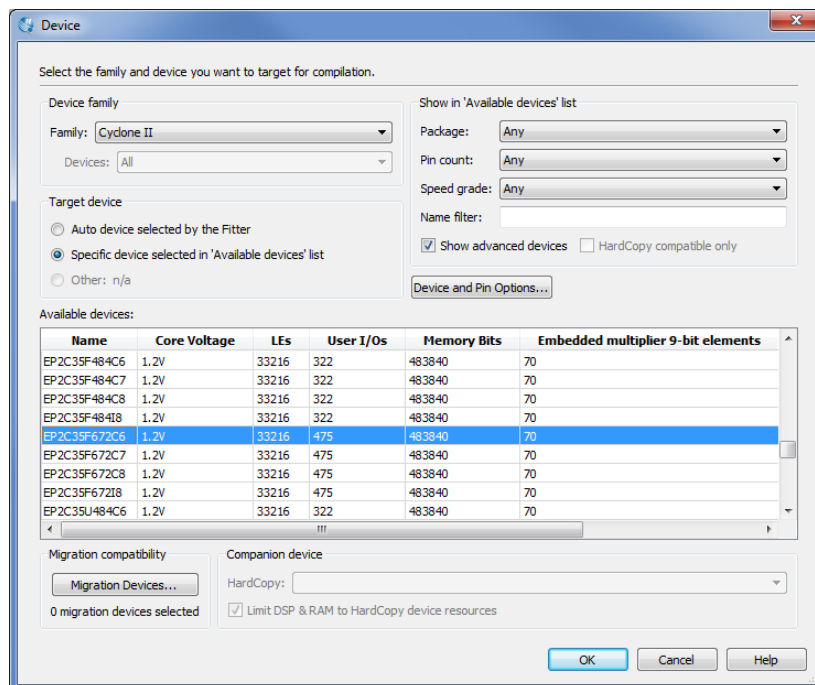 Device
Select the family and device you want to target for compilation.
Device family
Family: Cyclone II
Devices: All
Target device
Auto device selected by the Fitter
Specific device selected in 'Available devices' list
Other: n/a
Show in 'Available devices' list
Package: Any
Pin count: Any
Speed grade: Any
Name filter:
Show advanced devices HardCopy compatible only
Device and Pin Options...
Available devices:
Name Core Voltage LEs User I/Os Memory Bits Embedded multiplier 9-bit elements
EP2C35F484C6 1.2V 33216 322 483840 70
EP2C35F484C7 1.2V 33216 322 483840 70
EP2C35F484C8 1.2V 33216 322 483840 70
EP2C35F484I8 1.2V 33216 322 483840 70
EP2C35F672C6 1.2V 33216 475 483840 70
EP2C35F672C7 1.2V 33216 475 483840 70
EP2C35F672C8 1.2V 33216 475 483840 70
EP2C35F672I8 1.2V 33216 475 483840 70
EP2C35U484C6 1.2V 33216 322 483840 70
Migration compatibility
Migration Devices...
0 migration devices selected
Companion device
HardCopy:
Limit DSP & RAM to HardCopy device resources
OK Cancel Help